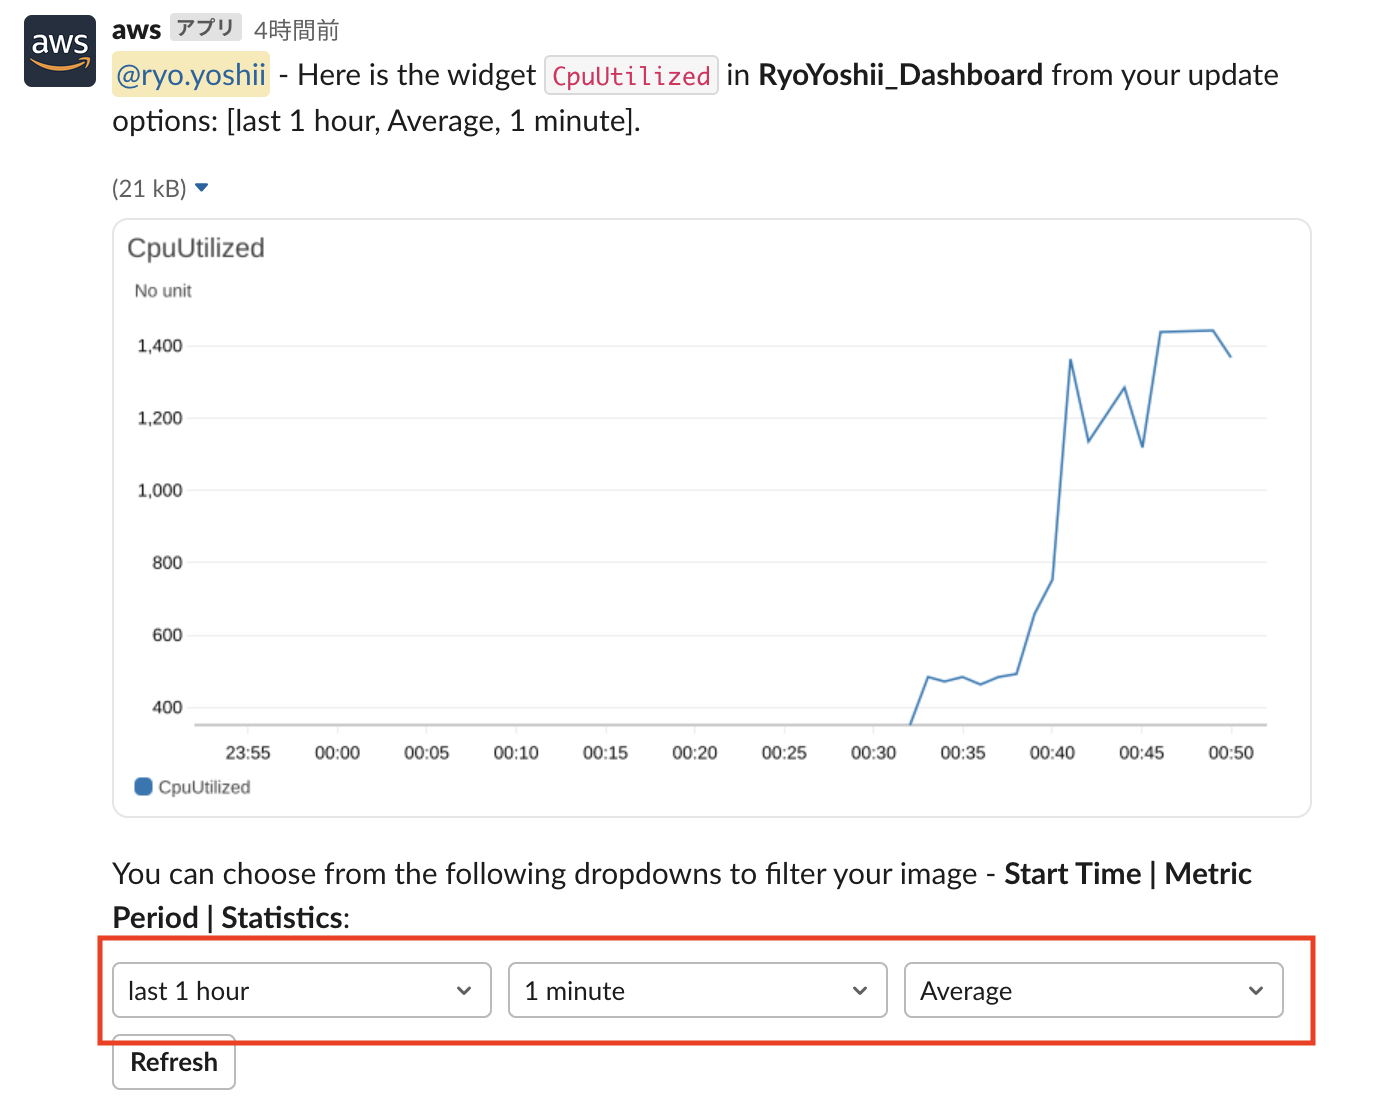 aws
aws アプリ 4時間前
@ryo.yoshii - Here is the widget CpuUtilized in RyoYoshii_Dashboard from your update
options: [last 1 hour, Average, 1 minute].
(21 kB)
CpuUtilized
No unit
1,400
1,200
1,000
800
600
400
23:55 00:00 00:05 00:10 00:15 00:20 00:25 00:30 00:35 00:40 00:45 00:50
CpuUtilized
You can choose from the following dropdowns to filter your image - Start Time | Metric
Period | Statistics:
last 1 hour 1 minute Average
Refresh